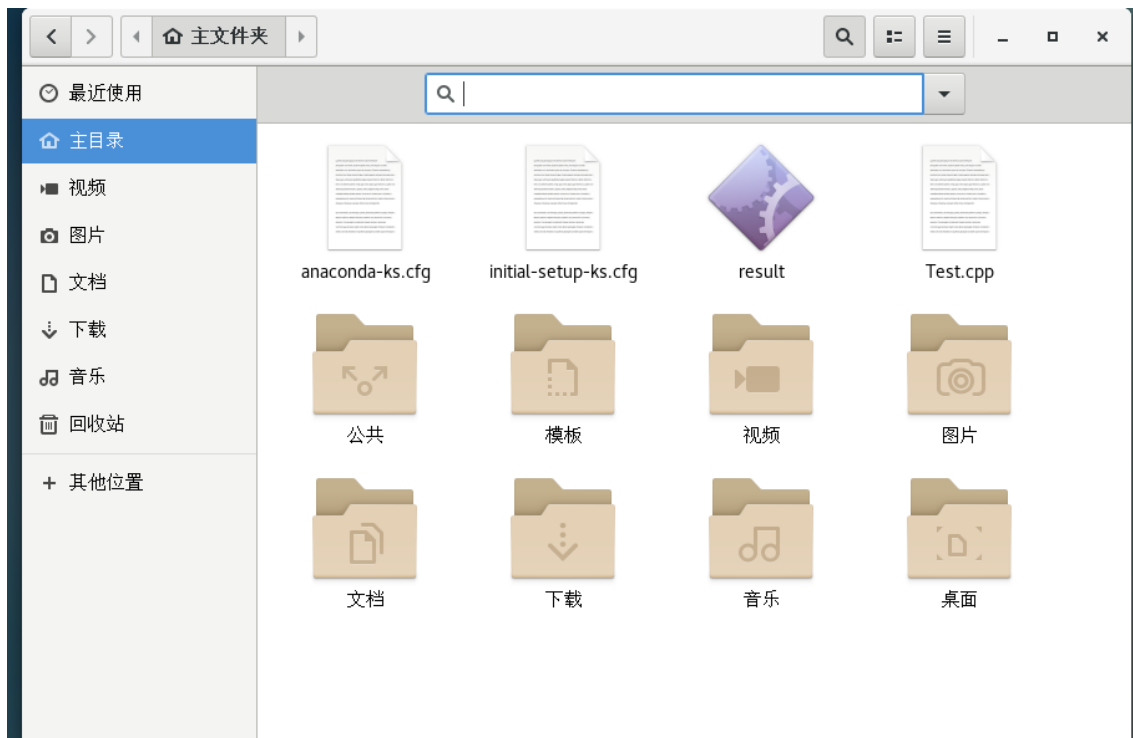 主文件夹
最近使用
主目录
视频
图片
文档
下载
音乐
回收站
其他位置
anaconda-ks.cfg initial-setup-ks.cfg result Test.cpp
公共 模板 视频 图片
文档 下载 音乐 桌面